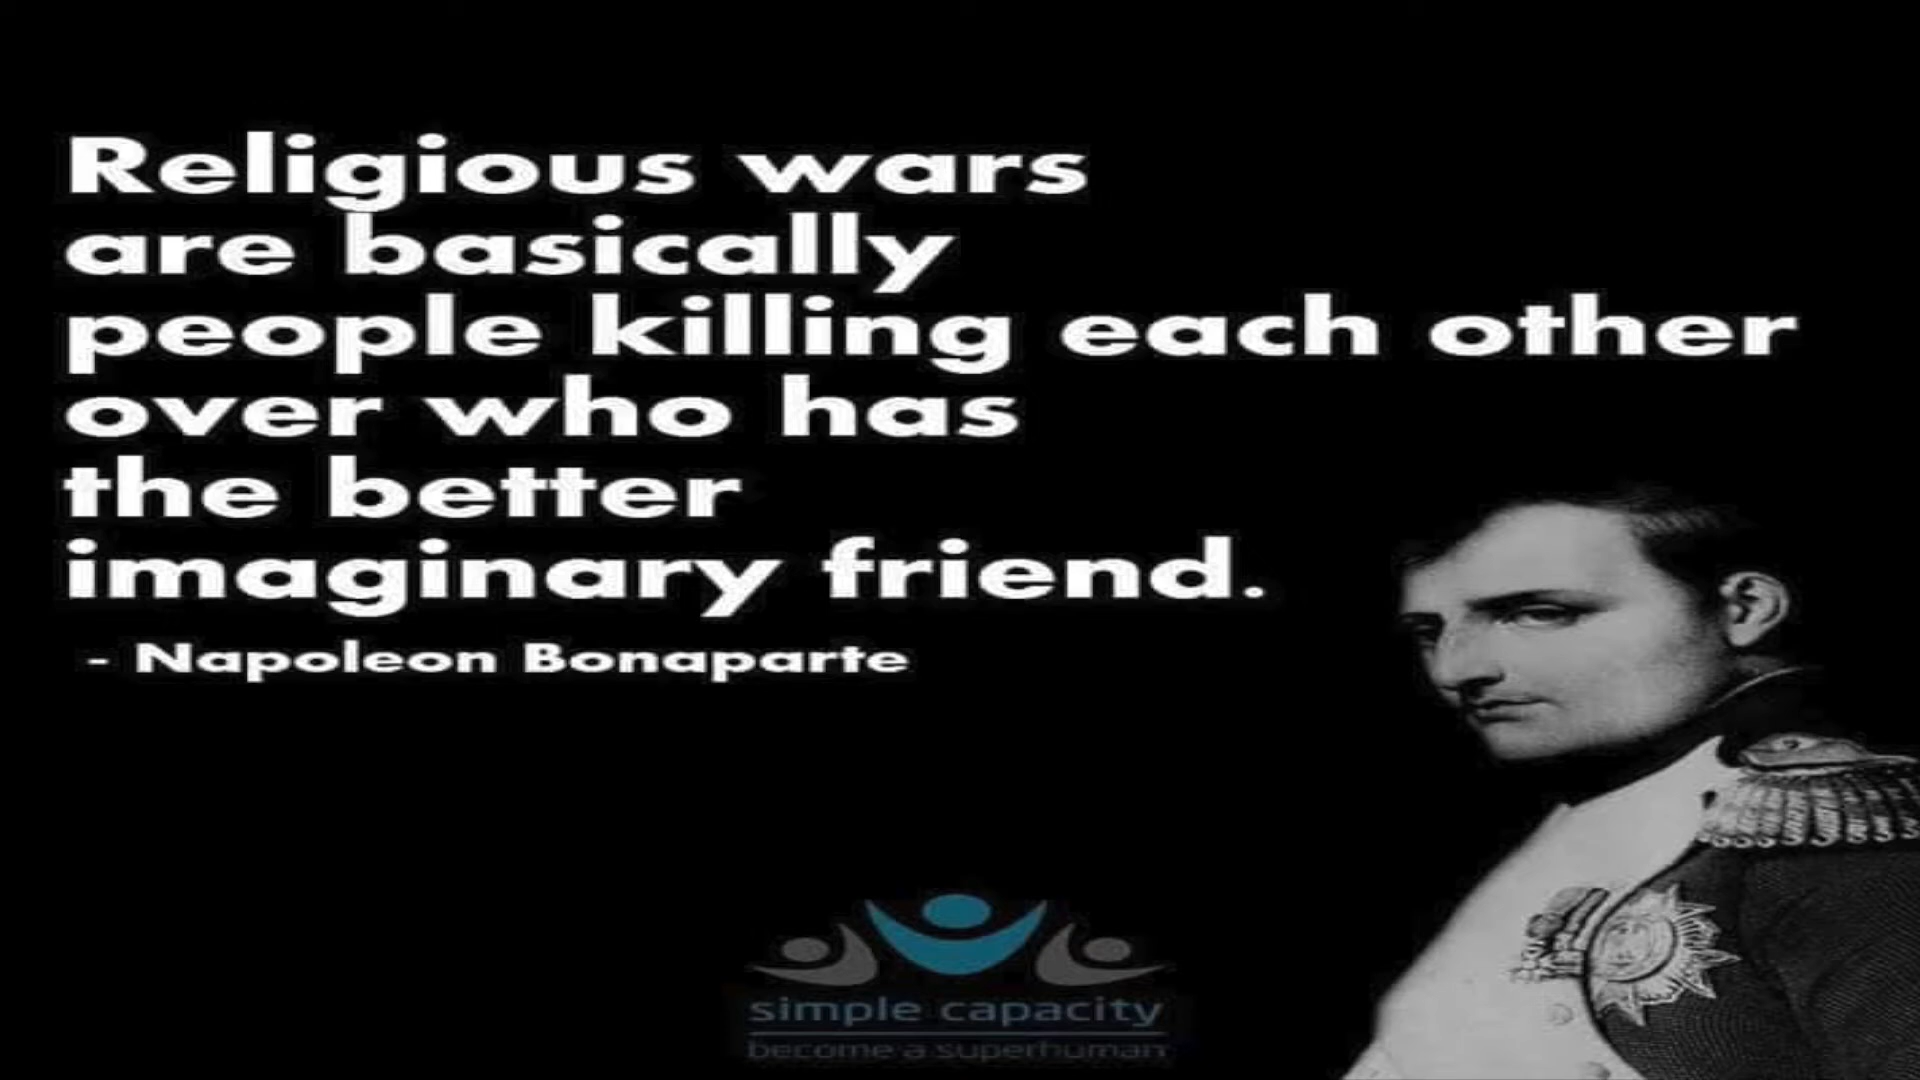 Religious wars
are basically
people killing each other
over who has
the better
imaginary friend.
- Napoleon Bonaparte
simple capacity
become a superhuman